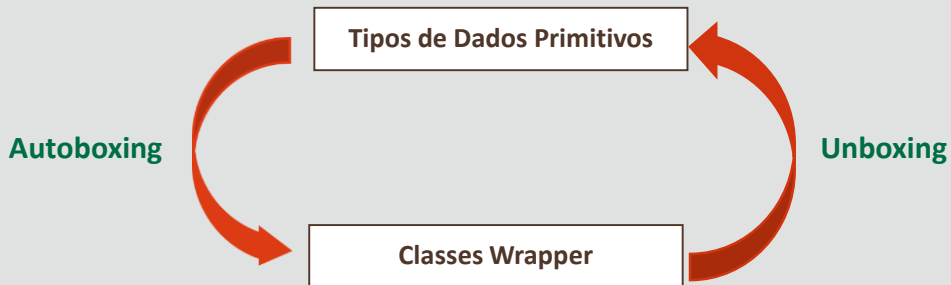 Tipos de Dados Primitivos
Autoboxing
Unboxing
Classes Wrapper